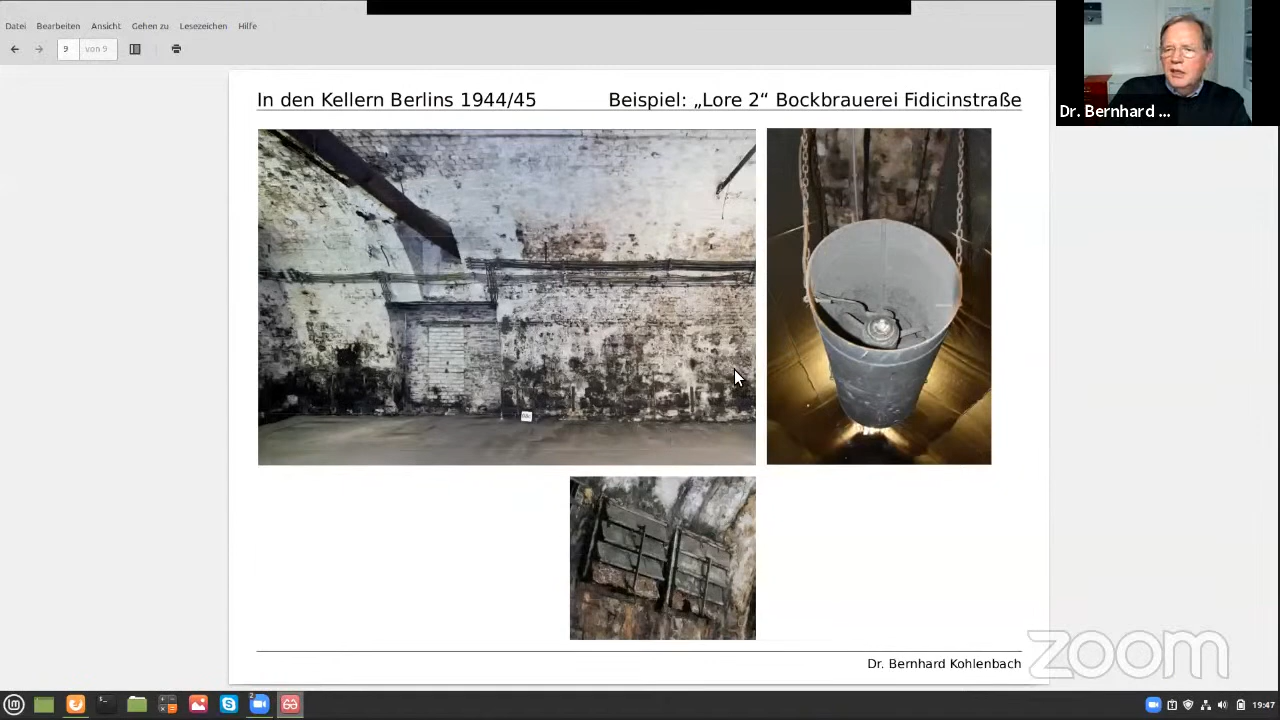 Datei Bearbeiten Ansicht Gehen zu Lesezeichen Hilfe
9 von 9
In den Kellern Berlins 1944/45 Beispiel: „Lore 2“ Bockbrauerei Fidicinstraße
Dr. Bernhard ...
Dr. Bernhard Kohlenbach
zoom
2
19:47